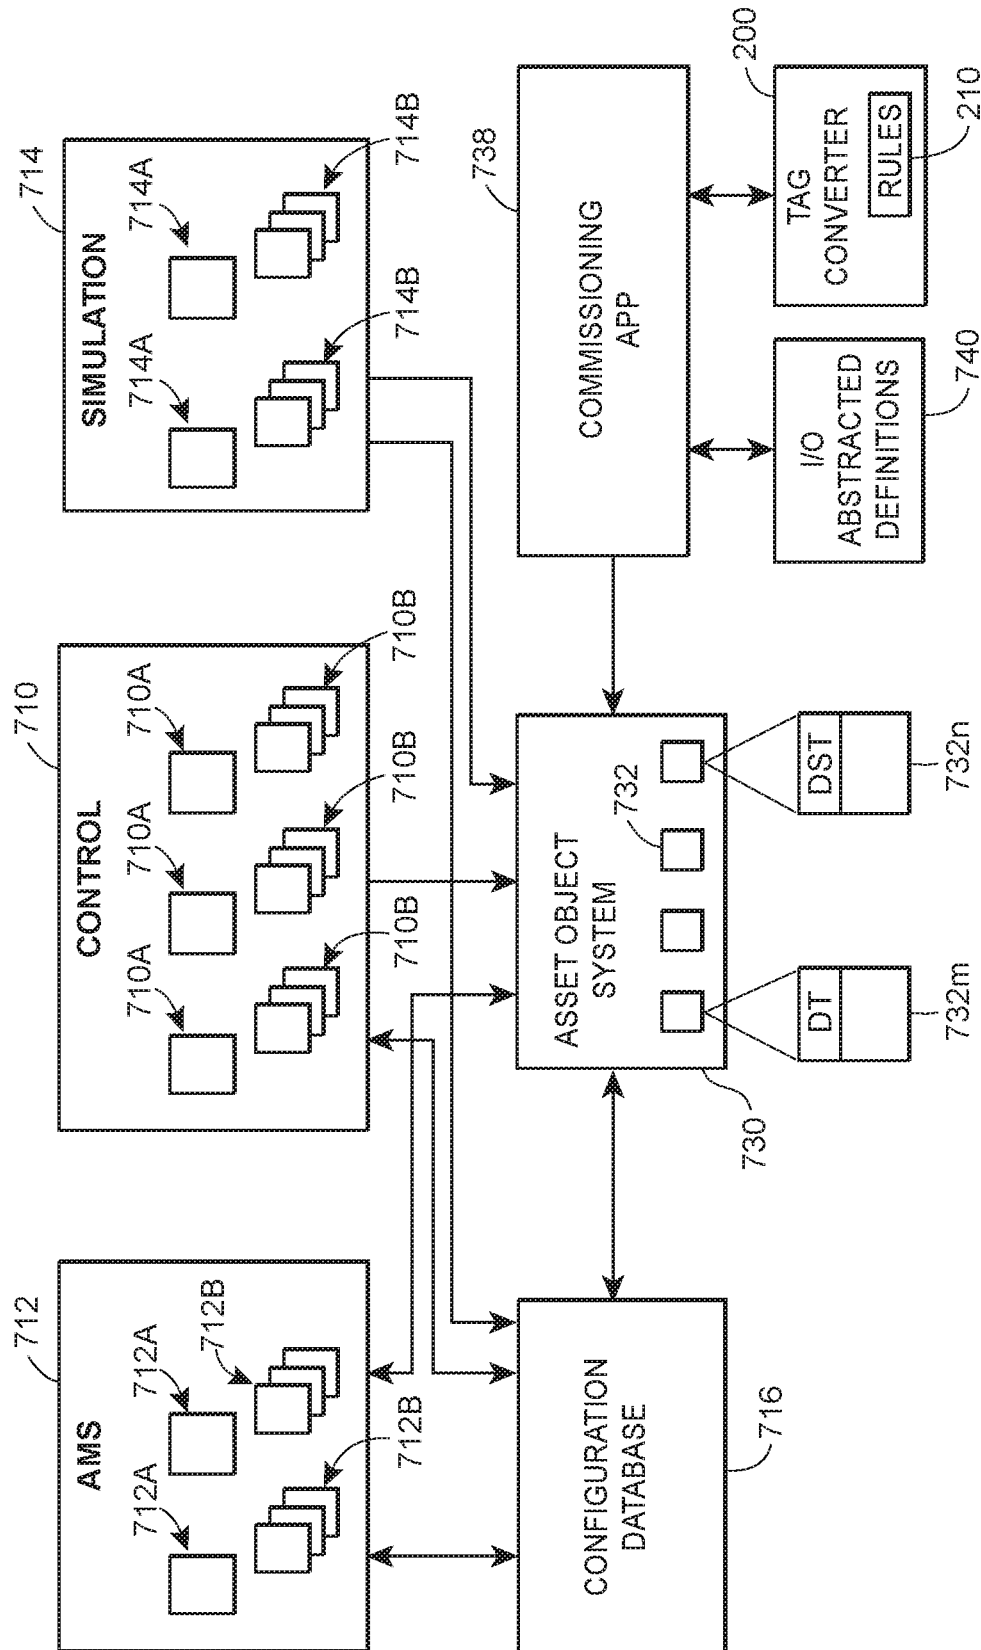 712
AMS
712A
712A
712B
712B
710
CONTROL
710A
710A
710A
710B
710B
710B
714
SIMULATION
714A
714A
714B
714B
CONFIGURATION
DATABASE
716
ASSET OBJECT
SYSTEM
732
730
DT
732m
DST
732n
738
COMMISSIONING
APP
I/O
ABSTRACTED
DEFINITIONS
740
200
TAG
CONVERTER
RULES
210